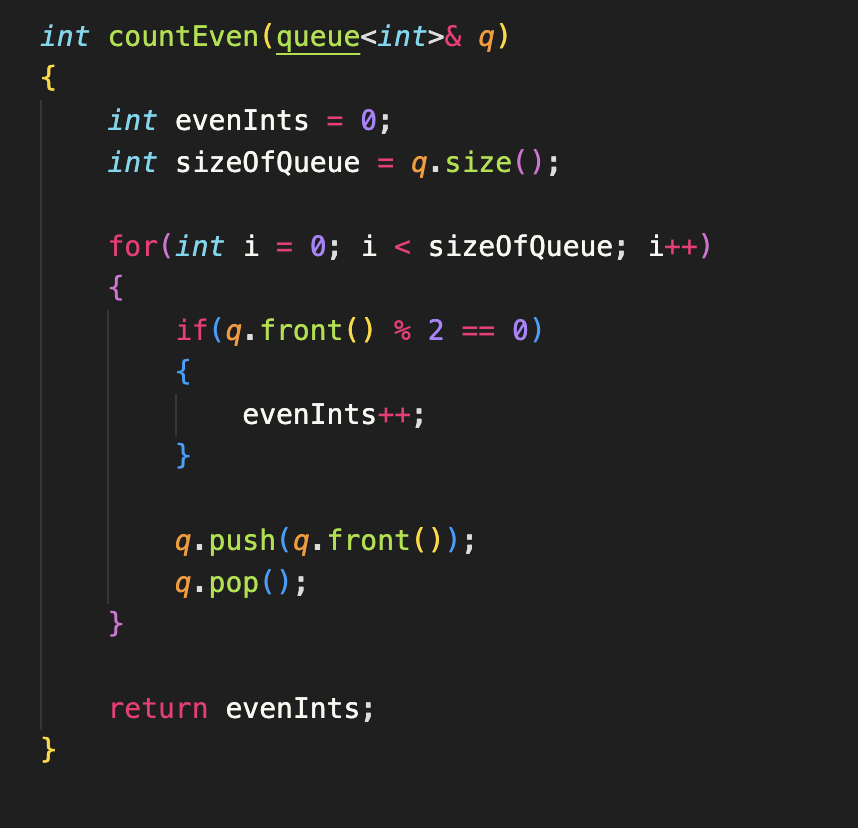 int countEven(queue<int>& q)
{
    int evenInts = 0;
    int sizeOfQueue = q.size();

    for(int i = 0; i < sizeOfQueue; i++)
    {
        if(q.front() % 2 == 0)
        {
            evenInts++;
        }

        q.push(q.front());
        q.pop();
    }

    return evenInts;
}